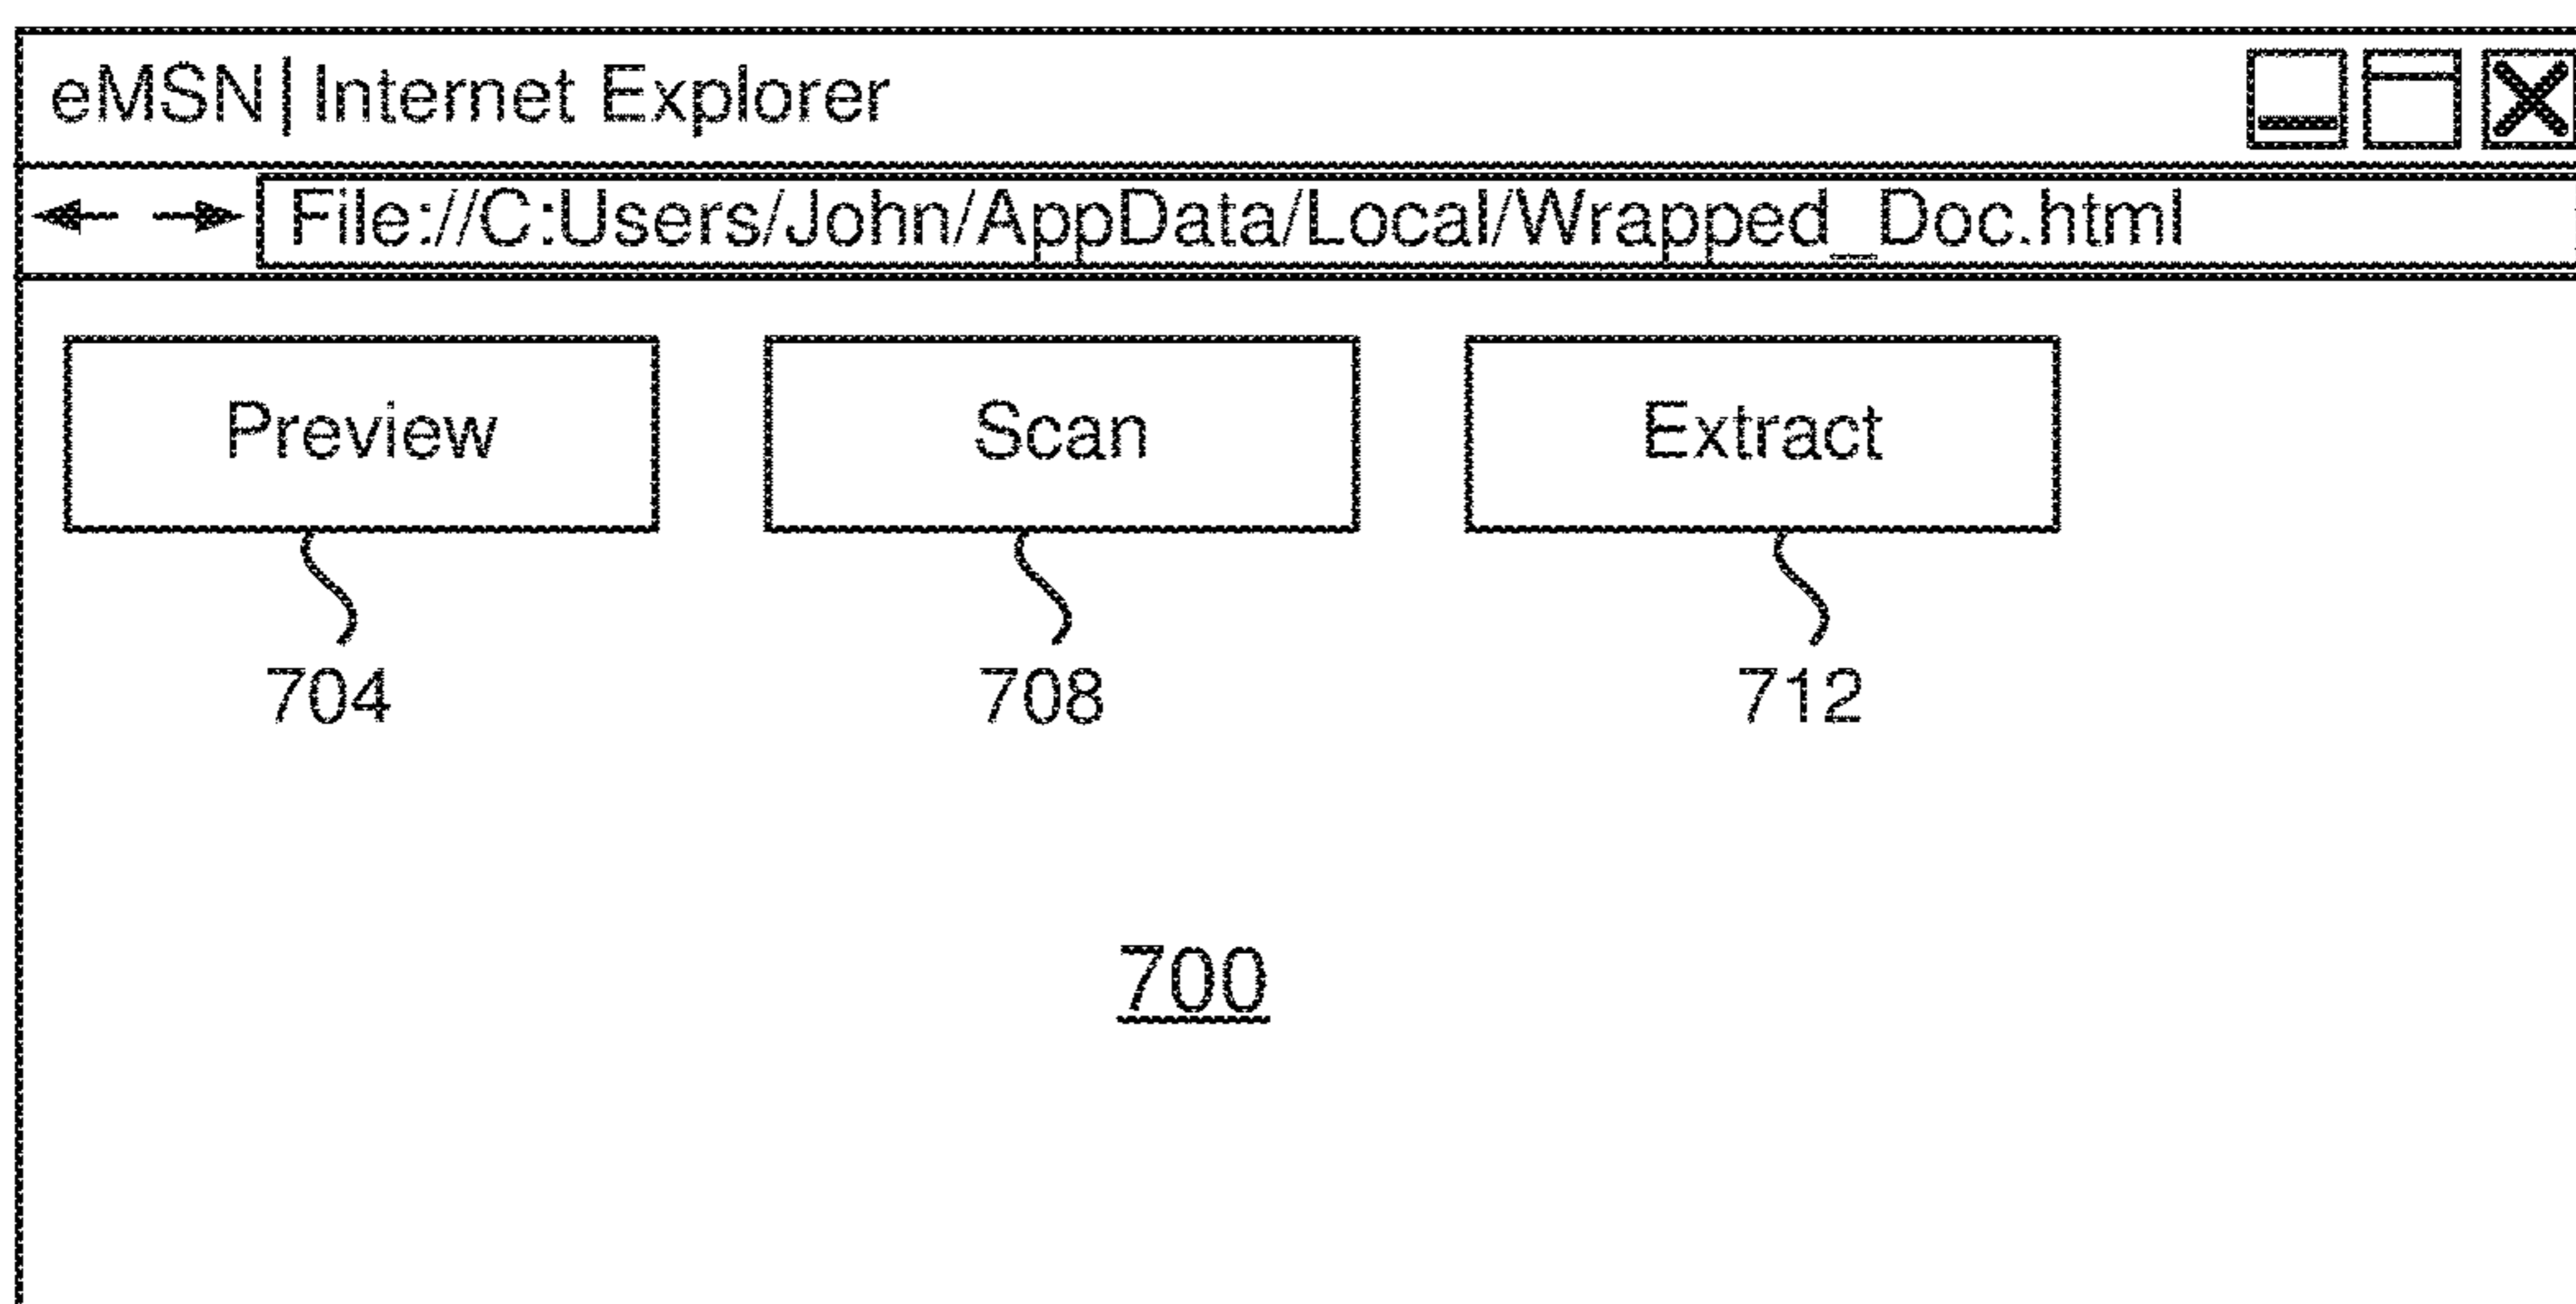 eMSN| Internet Explorer
File://C:Users/John/AppData/Local/Wrapped_Doc.html
Preview Scan Extract
704 708 712
700